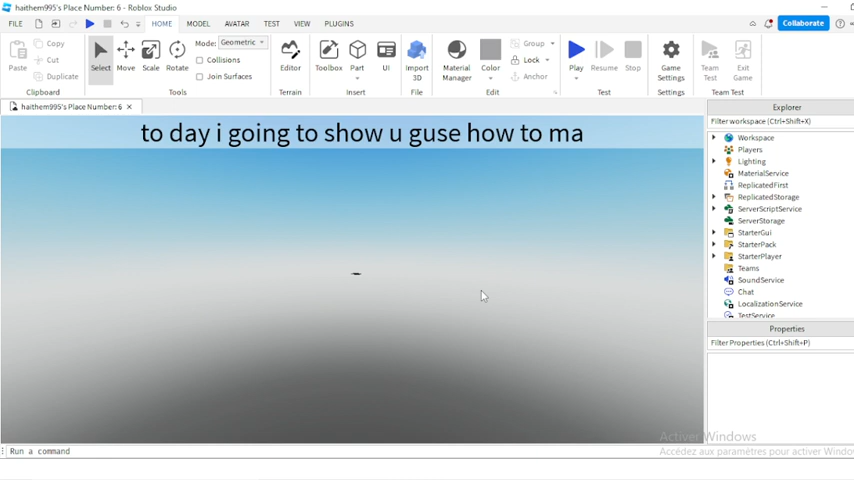 haithem995's Place Number: 6 - Roblox Studio
FILE HOME MODEL AVATAR TEST VIEW PLUGINS Collaborate
Paste Copy Cut Duplicate Clipboard
Select Move Scale Rotate Mode: Geometric Collisions Join Surfaces Tools
Editor Terrain
Toolbox Part UI Insert
Import 3D File
Material Manager Color Group Lock Anchor Edit
Play Resume Stop Test
Game Settings Settings
Team Test Exit Game Team Test
haithem995's Place Number: 6
to day i going to show u guse how to ma
Explorer
Filter workspace (Ctrl+Shift+X)
Workspace
Players
Lighting
MaterialService
ReplicatedFirst
ReplicatedStorage
ServerScriptService
ServerStorage
StarterGui
StarterPack
StarterPlayer
Teams
SoundService
Chat
LocalizationService
TestService
Properties
Filter Properties (Ctrl+Shift+P)
Activer Windows
Accédez aux paramètres pour activer Windo
Run a command